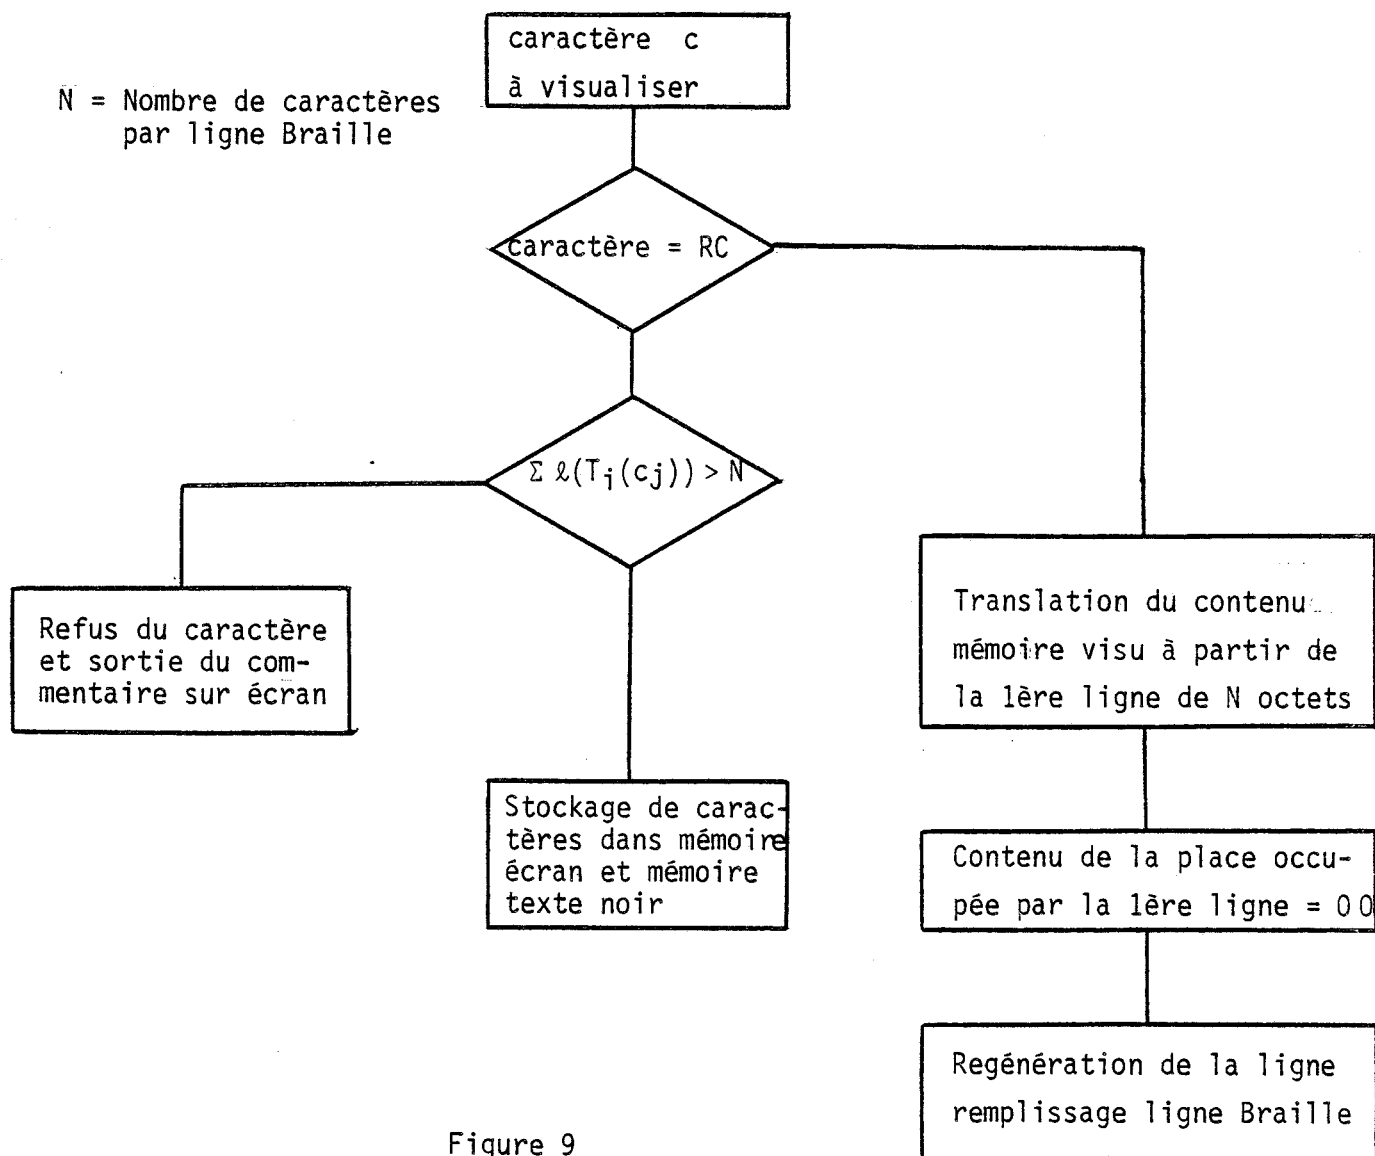 caractère c
à visualiser
N = Nombre de caractères
par ligne Braille
caractère = RC
Σ ℓ(Tj(cj)) > N
Refus du caractère
et sortie du com-
mentaire sur écran
Stockage de carac-
tères dans mémoire
écran et mémoire
texte noir
Translation du contenu
mémoire visu à partir de
la 1ère ligne de N octets
Contenu de la place occu-
pée par la 1ère ligne = 00
Regénération de la ligne
remplissage ligne Braille
Figure 9